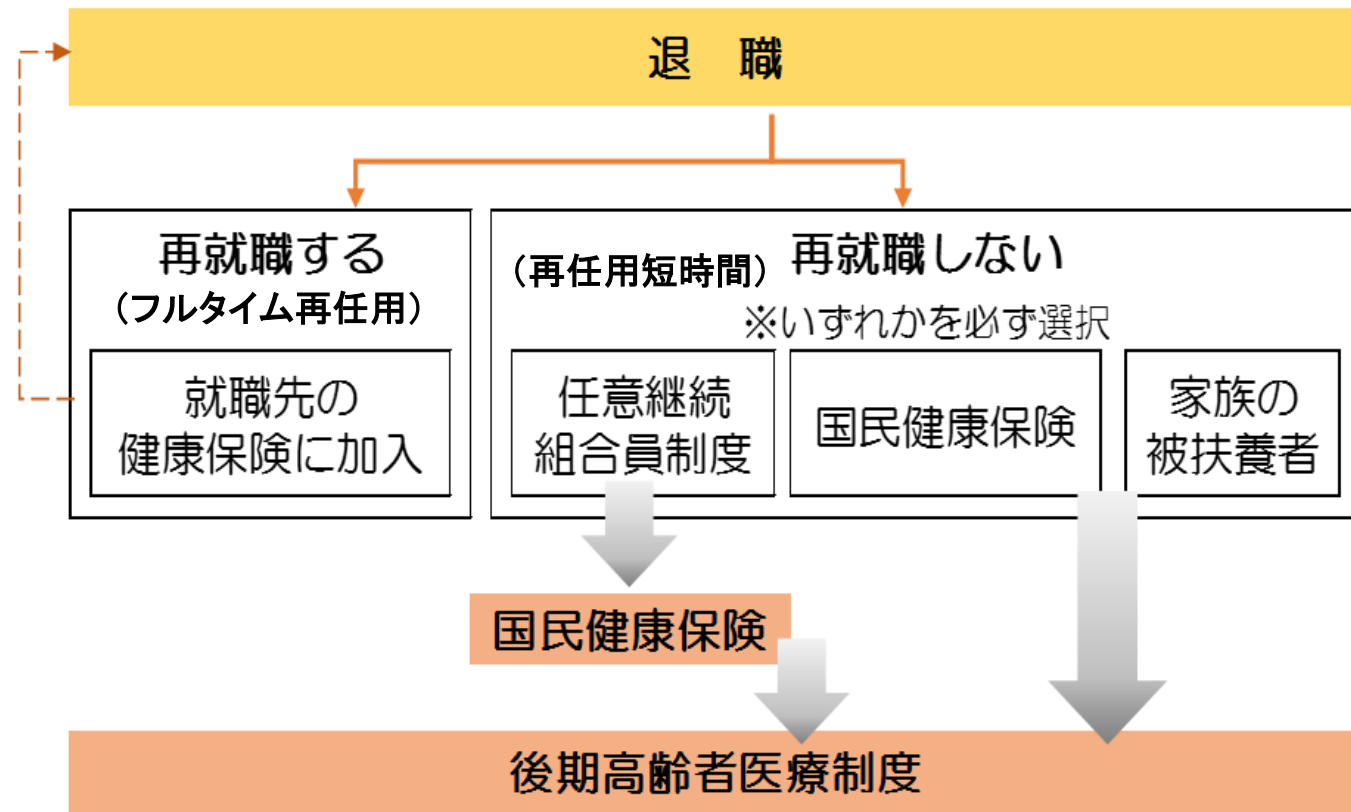 退　職
再就職する
（フルタイム再任用）
就職先の
健康保険に加入
（再任用短時間）再就職しない
※いずれかを必ず選択
任意継続
組合員制度
国民健康保険
家族の
被扶養者
国民健康保険
後期高齢者医療制度